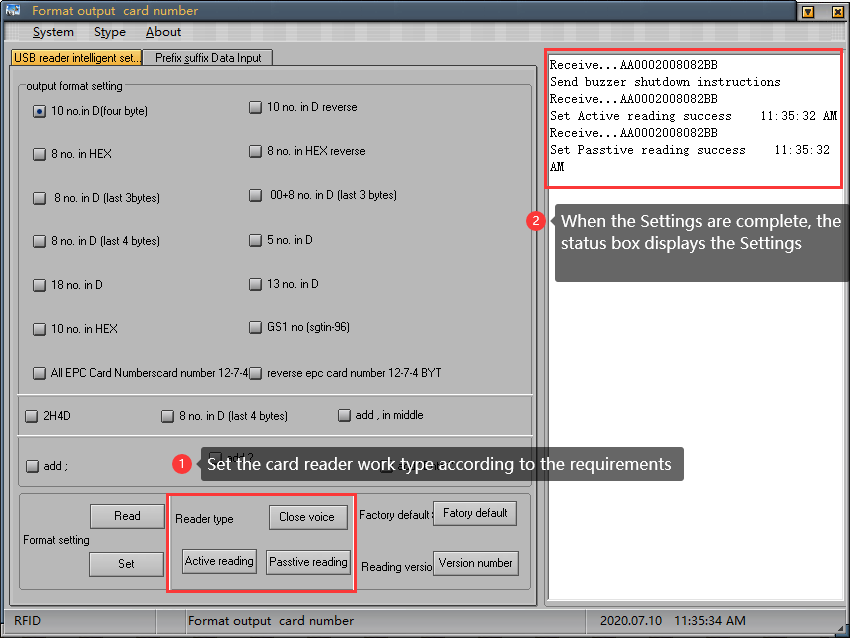 Format output  card number
System Stype About
USB reader intelligent set... Prefix suffix Data Input
output format setting
10 no.in D(four byte)
10 no. in D reverse
8 no. in HEX
8 no. in HEX reverse
8 no. in D (last 3bytes)
00+8 no. in D (last 3 bytes)
8 no. in D (last 4 bytes)
5 no. in D
18 no. in D
13 no. in D
10 no. in HEX
GS1 no (sgtin-96)
All EPC Card Numberscard number 12-7-4
reverse epc card number 12-7-4 BYT
2H4D
8 no. in D (last 4 bytes)
add , in middle
add ;
add ?
1 Set the card reader work type according to the requirements
Format setting
Read
Set
Reader type
Close voice
Active reading
Passtive reading
Factory default:
Fatory default
Reading versio
Version number
Receive...AA0002008082BB
Send buzzer shutdown instructions
Receive...AA0002008082BB
Set Active reading success 11:35:32 AM
Receive...AA0002008082BB
Set Passtive reading success 11:35:32
AM
2 When the Settings are complete, the
status box displays the Settings
RFID
Format output  card number
2020.07.10 11:35:34 AM